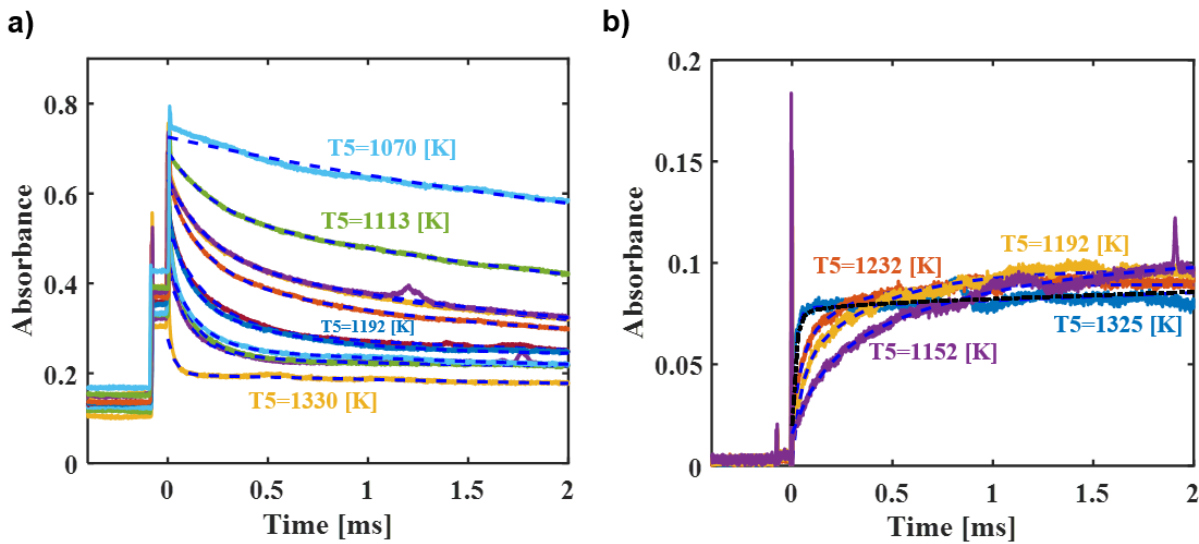 a)
0.8
0.6
0.4
0.2
0
Absorbance
T5=1070 [K]
T5=1113 [K]
T5=1192 [K]
T5=1330 [K]
0 0.5 1 1.5 2
Time [ms]
b)
0.2
0.15
0.1
0.05
0
Absorbance
T5=1192 [K]
T5=1232 [K]
T5=1325 [K]
T5=1152 [K]
0 0.5 1 1.5 2
Time [ms]